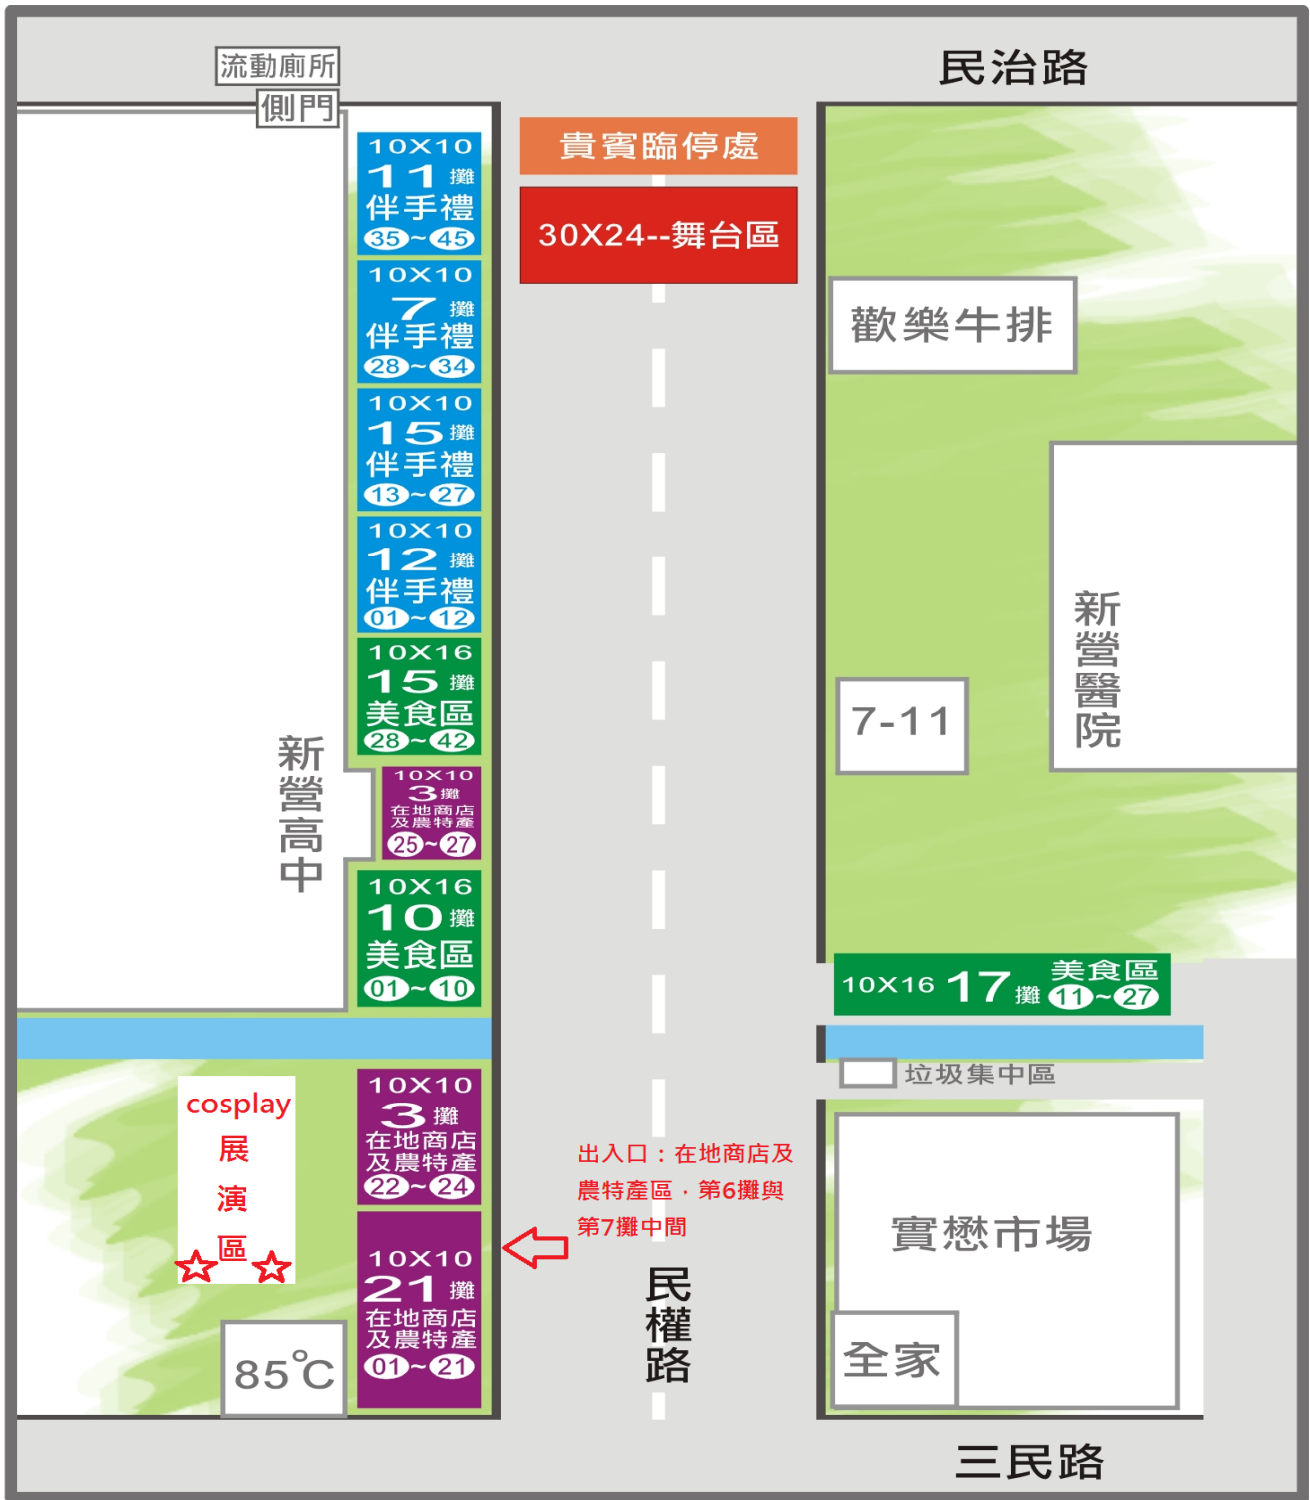 民治路
流動廁所
側門
10X10
11 攤
伴手禮
35~45
10X10
7 攤
伴手禮
28~34
10X10
15 攤
伴手禮
13~27
10X10
12 攤
伴手禮
01~12
10X16
15 攤
美食區
28~42
10X10
3 攤
在地商店
及農特產
25~27
10X16
10 攤
美食區
01~10
新營高中
貴賓臨停處
30X24--舞台區
歡樂牛排
新營醫院
7-11
10X16 17 攤 美食區
11~27
垃圾集中區
cosplay
展
演
區
10X10
3 攤
在地商店
及農特產
22~24
10X10
21 攤
在地商店
及農特產
01~21
出入口：在地商店及
農特產區，第6攤與
第7攤中間
民權路
實懋市場
全家
85℃
三民路